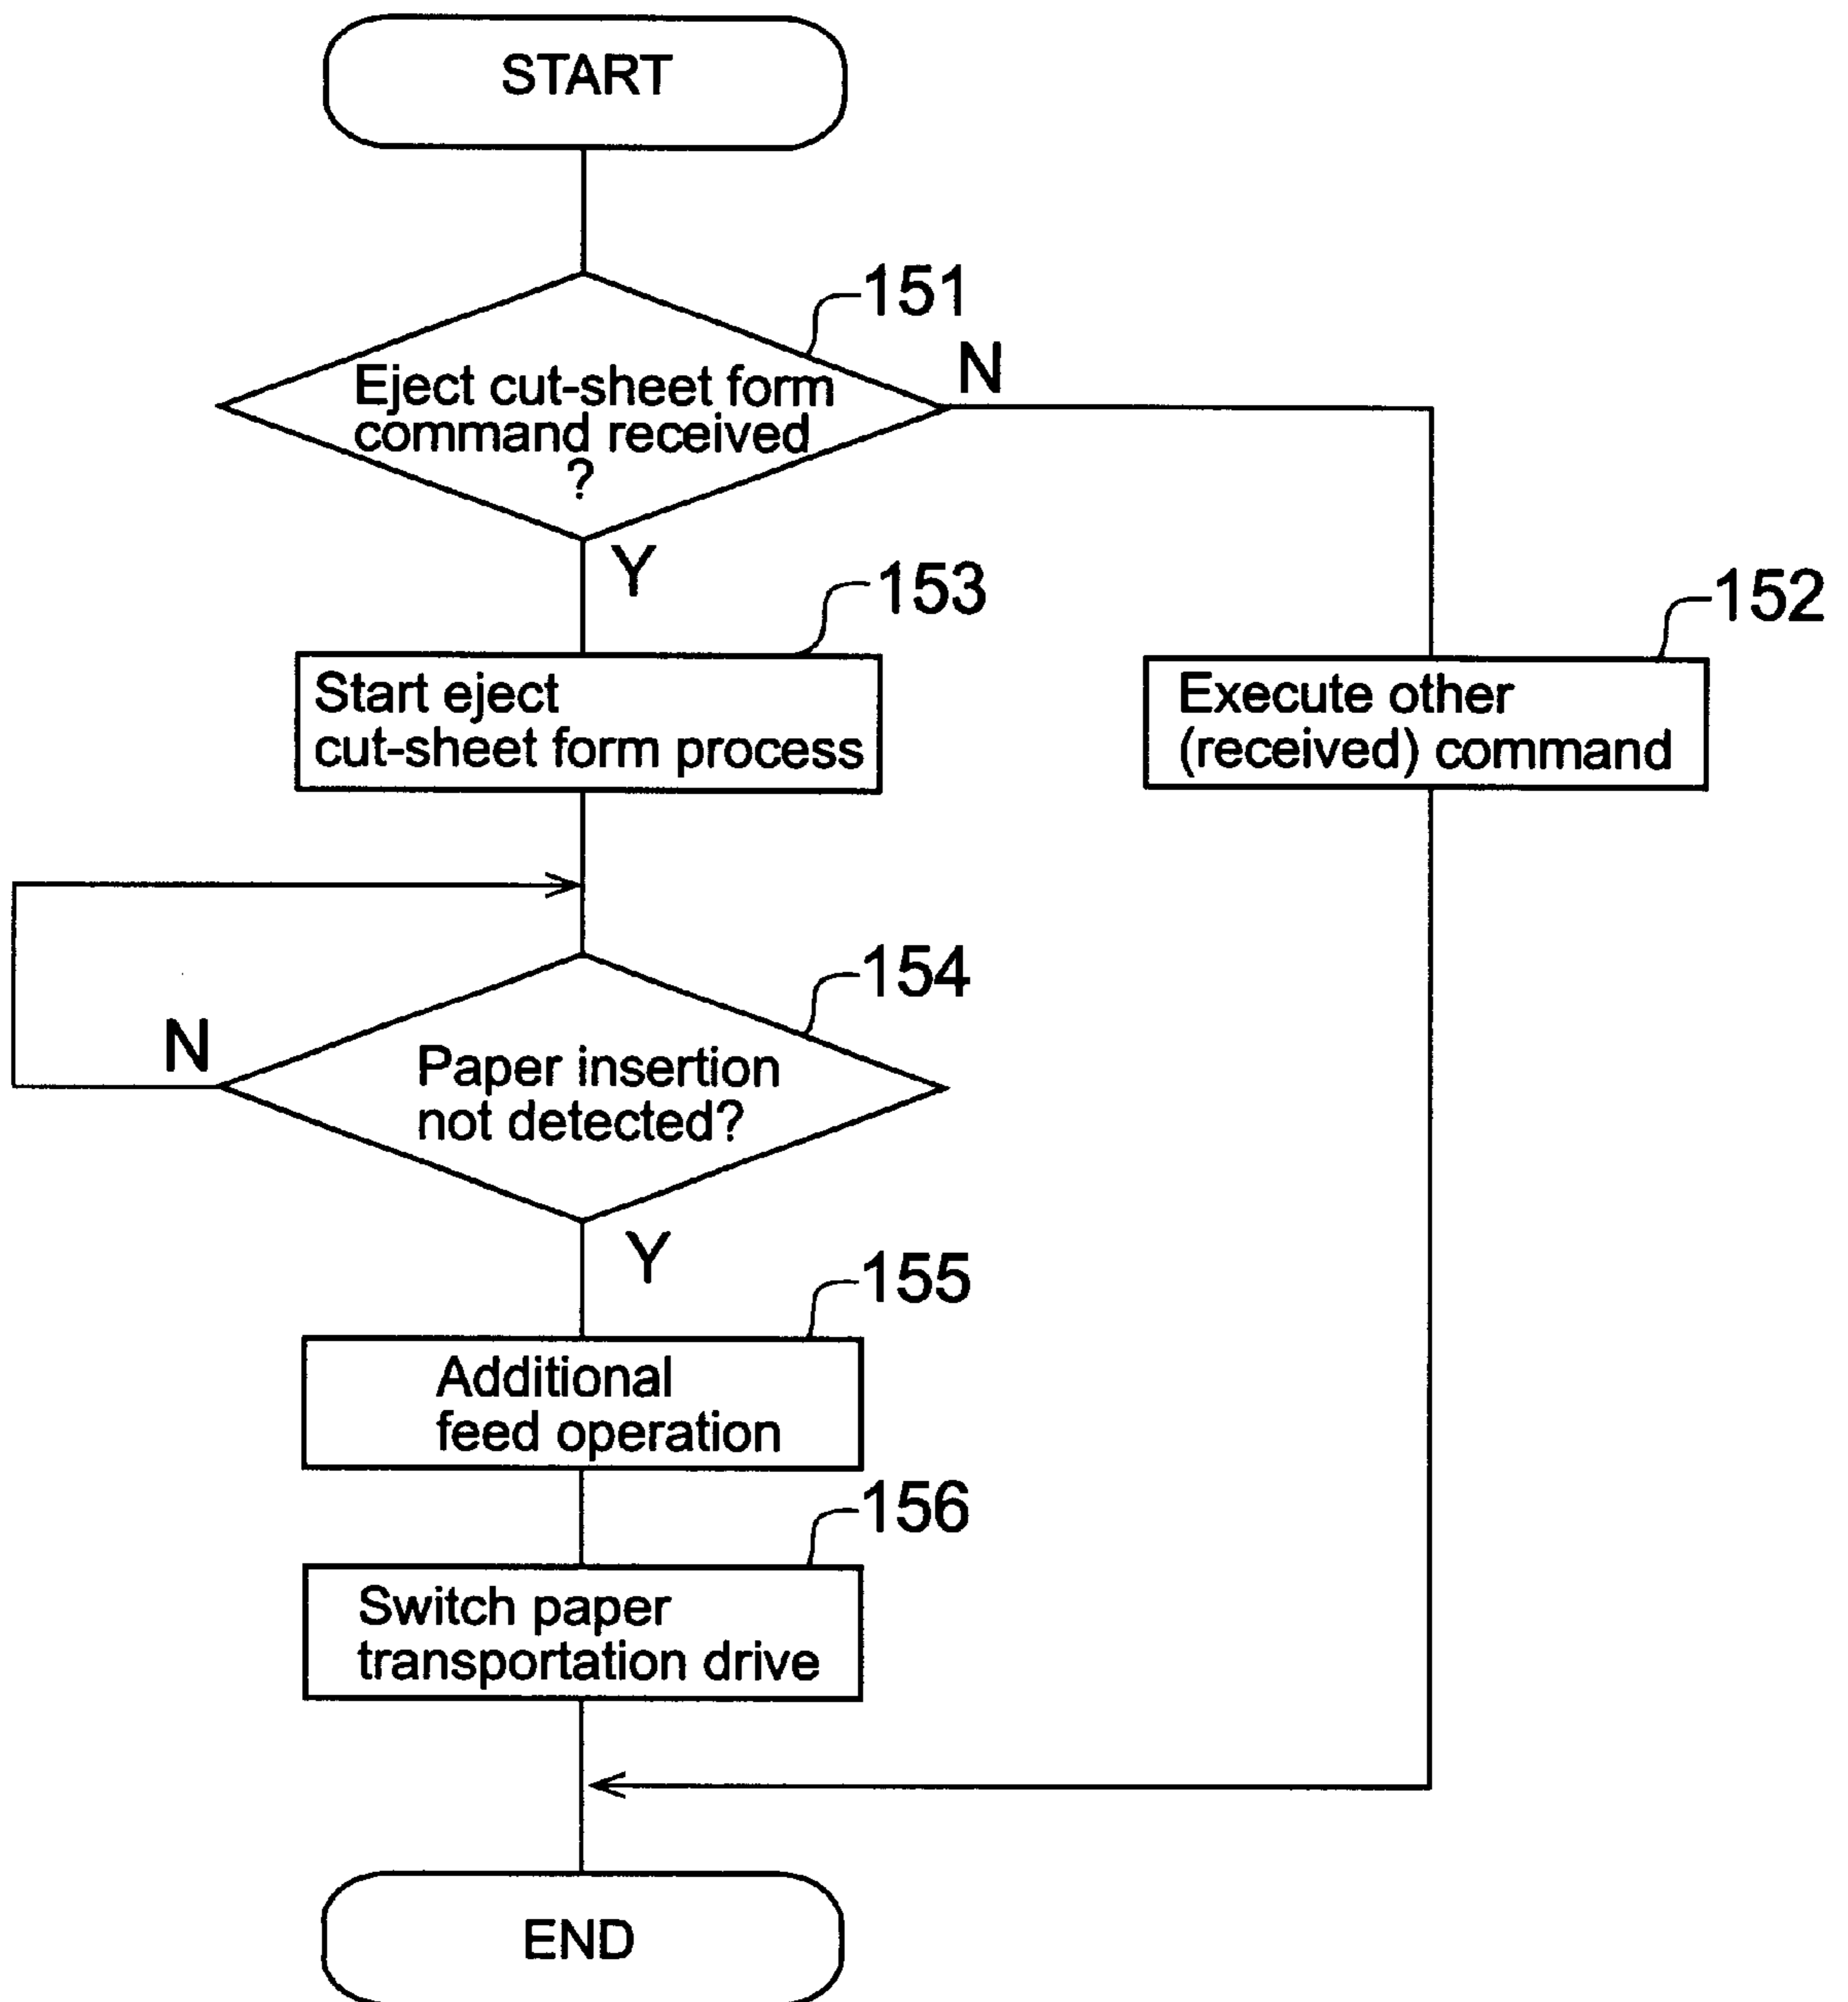 START
151
Eject cut-sheet form
command received
?
N
Y
153
Start eject
cut-sheet form process
152
Execute other
(received) command
154
N
Paper insertion
not detected?
Y
155
Additional
feed operation
156
Switch paper
transportation drive
END